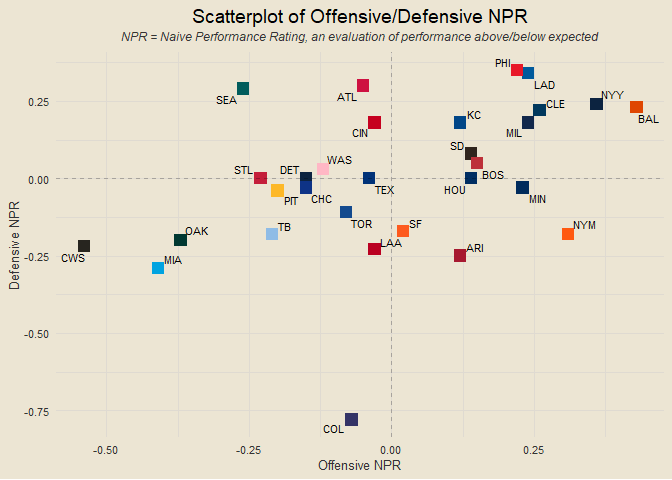 Scatterplot of Offensive/Defensive NPR
NPR = Naive Performance Rating, an evaluation of performance above/below expected
PHI
LAD
SEA
ATL
NYY
CLE
BAL
0.25
KC
CIN
MIL
SD
WAS
STL
DET
BOS
0.00
TEX
HOU
CHC
PIT
MIN
Defensive NPR
TOR
SF
NYM
TB
OAK
LAA
ARI
-0.25
CWS
MIA
-0.50
-0.75
COL
-0.50
-0.25
0.00
0.25
Offensive NPR